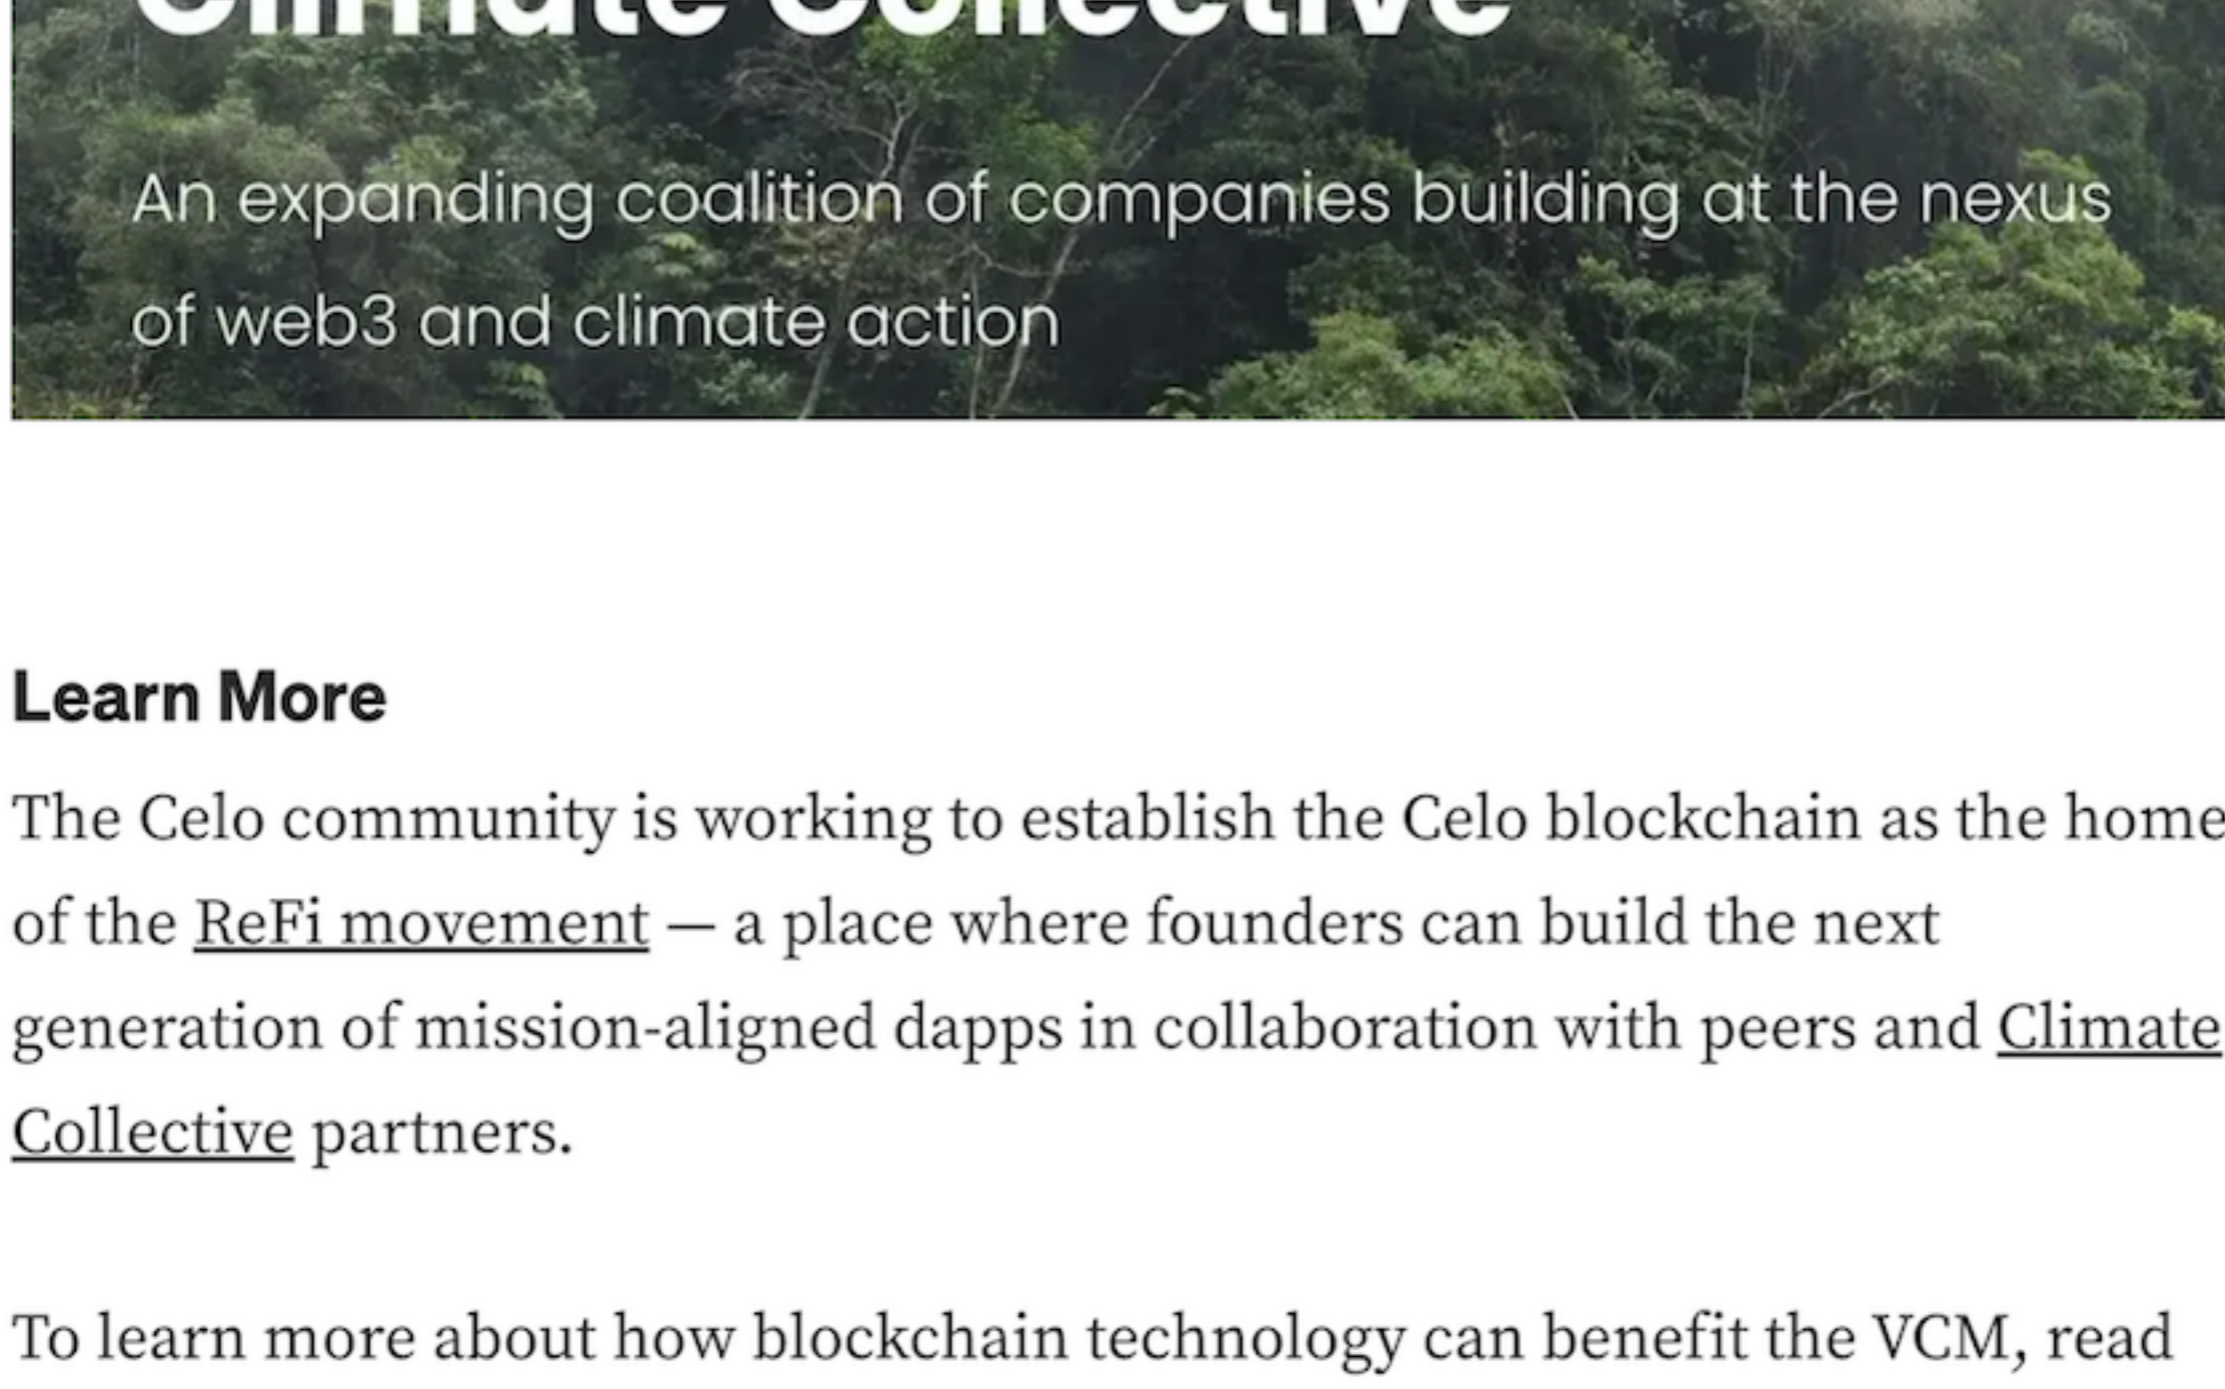 Climate Collective
An expanding coalition of companies building at the nexus
of web3 and climate action
Learn More
The Celo community is working to establish the Celo blockchain as the home
of the ReFi movement — a place where founders can build the next
generation of mission-aligned dapps in collaboration with peers and Climate
Collective partners.
To learn more about how blockchain technology can benefit the VCM, read